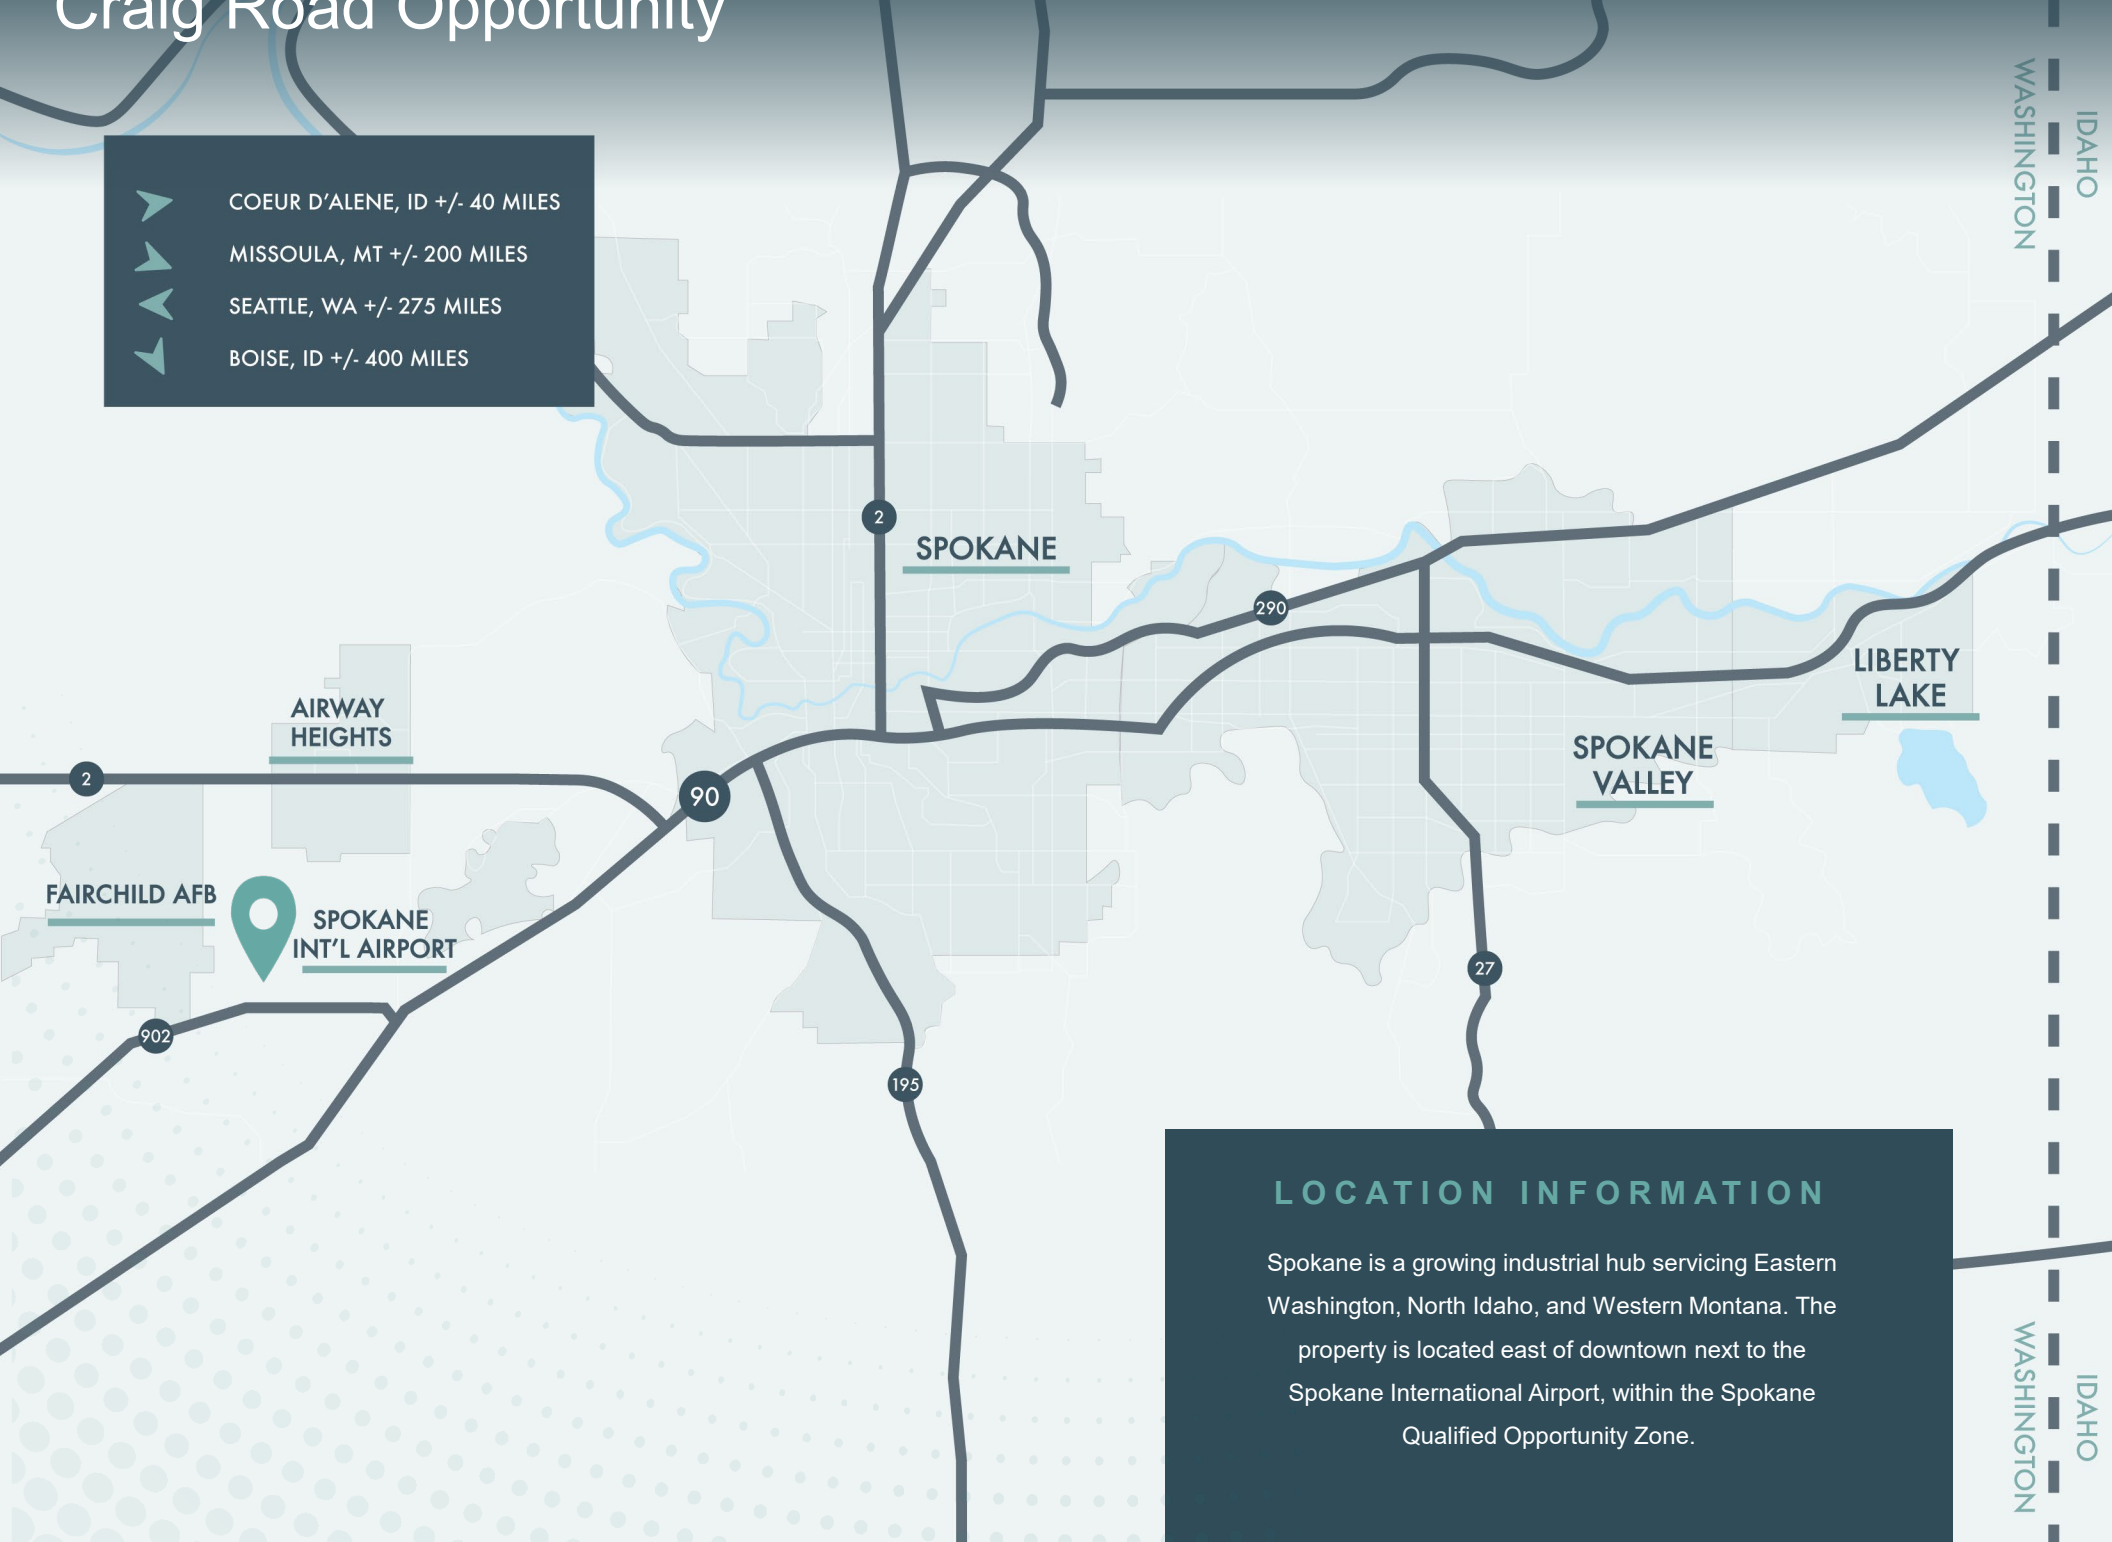 Craig Road Opportunity
WASHINGTON
IDAHO
COEUR D'ALENE, ID +/- 40 MILES
MISSOULA, MT +/- 200 MILES
SEATTLE, WA +/- 275 MILES
BOISE, ID +/- 400 MILES
2
SPOKANE
290
LIBERTY
LAKE
AIRWAY
HEIGHTS
SPOKANE
VALLEY
2
90
FAIRCHILD AFB
SPOKANE
INT'L AIRPORT
27
902
195
LOCATION INFORMATION
Spokane is a growing industrial hub servicing Eastern
Washington, North Idaho, and Western Montana. The
property is located east of downtown next to the
Spokane International Airport, within the Spokane
Qualified Opportunity Zone.
WASHINGTON
IDAHO